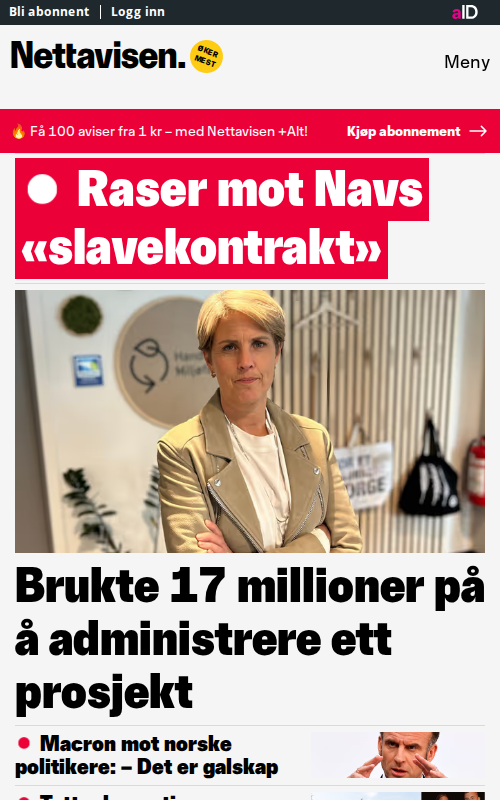 Bli abonnent | Logg inn
aID
Nettavisen.
ØKER
MEST
Meny
🔥 Få 100 aviser fra 1 kr – med Nettavisen +Alt!
Kjøp abonnement →
Raser mot Navs
«slavekontrakt»
Brukte 17 millioner på
å administrere ett
prosjekt
Macron mot norske
politikere: – Det er galskap